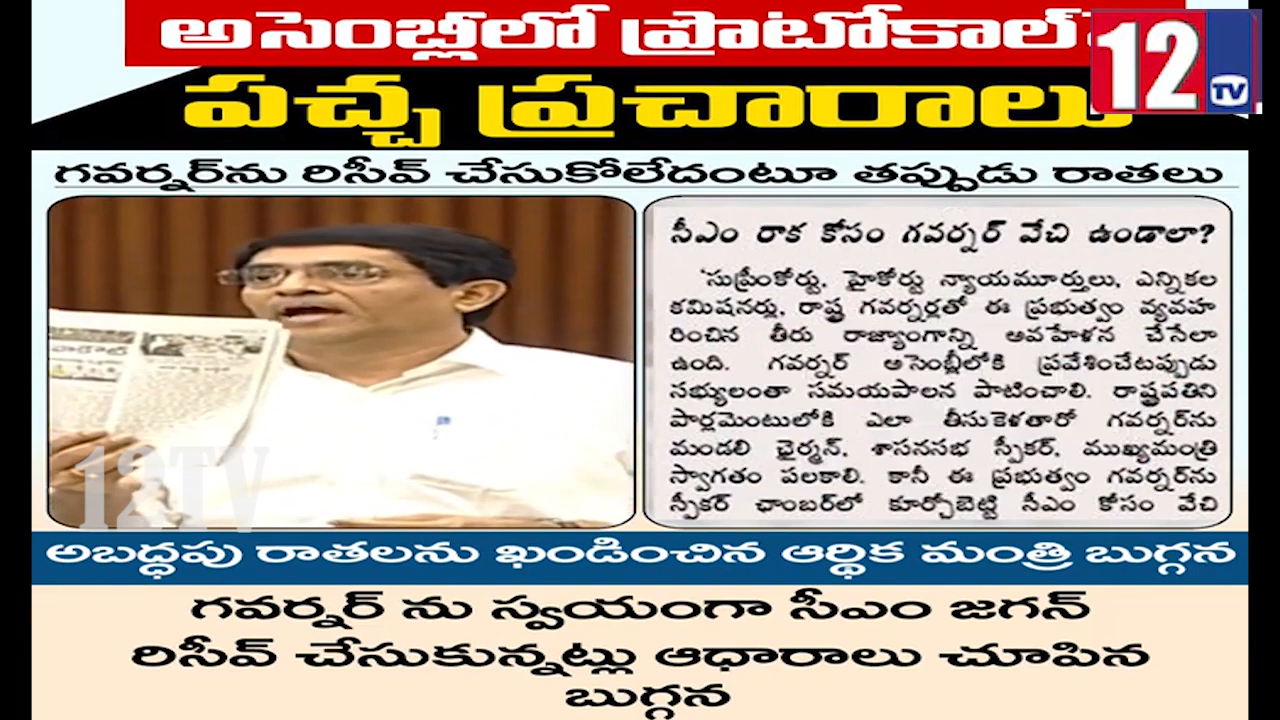 అసెంబ్లీలో ప్రొటోకాల్
12 TV
పచ్చ ప్రచారాలు
గవర్నర్‌ను రిసీవ్ చేసుకోలేదంటూ తప్పుడు రాతలు
సీఎం రాక కోసం గవర్నర్ వేచి ఉండాలా?
'సుప్రీంకోర్టు, హైకోర్టు న్యాయమూర్తులు, ఎన్నికల
కమిషనర్లు, రాష్ట్ర గవర్నర్లతో ఈ ప్రభుత్వం వ్యవహ
రించిన తీరు రాజ్యాంగాన్ని అవహేళన చేసేలా
ఉంది. గవర్నర్ అసెంబ్లీలోకి ప్రవేశించేటప్పుడు
సభ్యులంతా సమయపాలన పాటించాలి. రాష్ట్రపతిని
పార్లమెంటులోకి ఎలా తీసుకెళతారో గవర్నర్‌ను
మండలి ఛైర్మన్, శాసనసభ స్పీకర్, ముఖ్యమంత్రి
స్వాగతం పలకాలి. కానీ ఈ ప్రభుత్వం గవర్నర్‌ను
స్పీకర్ ఛాంబర్‌లో కూర్చోబెట్టి సీఎం కోసం వేచి
12TV
అబద్ధపు రాతలను ఖండించిన ఆర్థిక మంత్రి బుగ్గన
గవర్నర్ ను స్వయంగా సీఎం జగన్
రిసీవ్ చేసుకున్నట్లు ఆధారాలు చూపిన
బుగ్గన